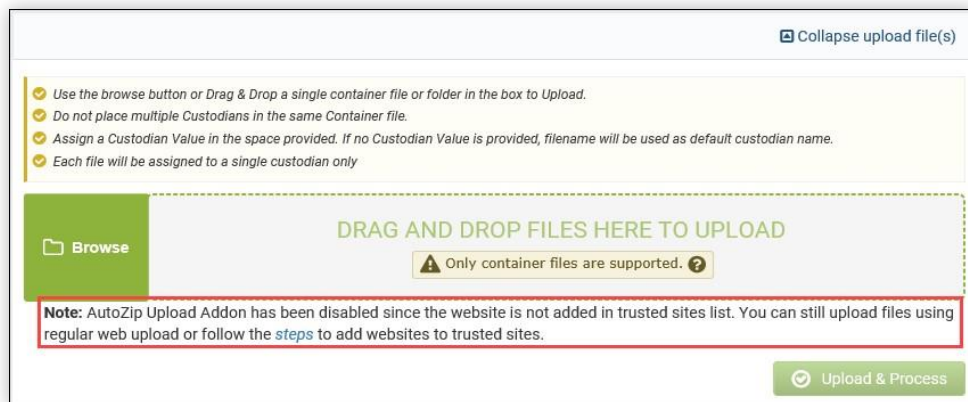 Collapse upload file(s)
Use the browse button or Drag & Drop a single container file or folder in the box to Upload.
Do not place multiple Custodians in the same Container file.
Assign a Custodian Value in the space provided. If no Custodian Value is provided, filename will be used as default custodian name.
Each file will be assigned to a single custodian only
Browse
DRAG AND DROP FILES HERE TO UPLOAD
Only container files are supported.
Note: AutoZip Upload Addon has been disabled since the website is not added in trusted sites list. You can still upload files using
regular web upload or follow the steps to add websites to trusted sites.
Upload & Process